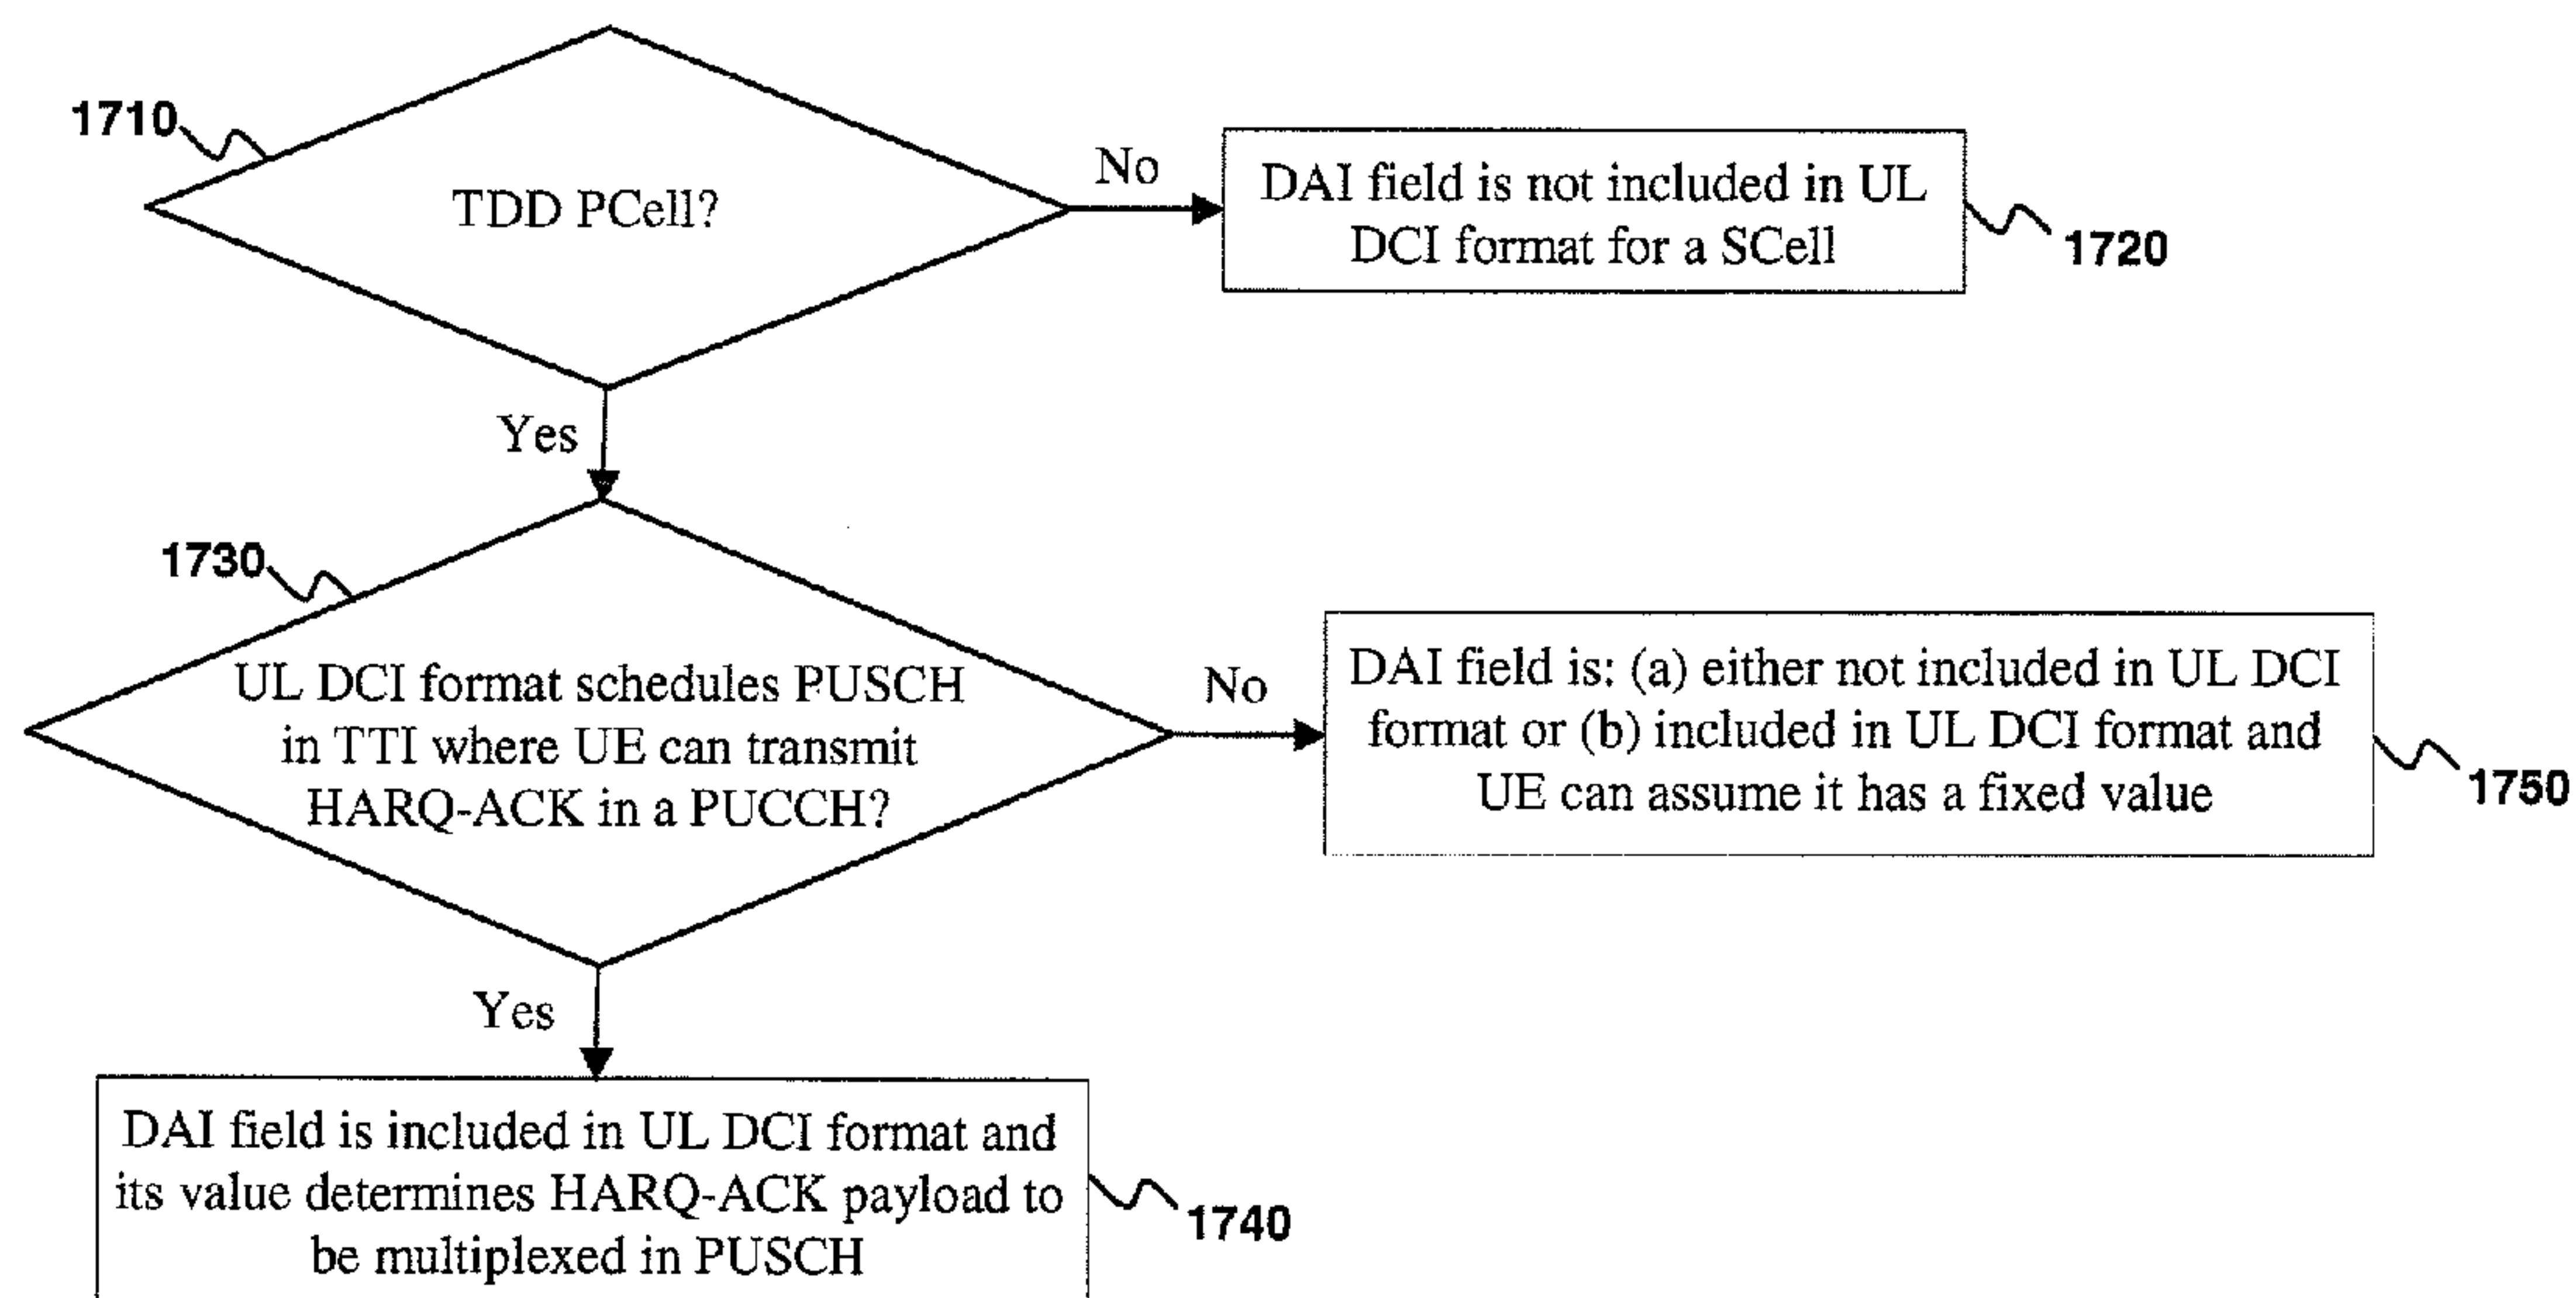 1710
TDD PCell?
No
DAI field is not included in UL
DCI format for a SCell
1720
Yes
1730
UL DCI format schedules PUSCH
in TTI where UE can transmit
HARQ-ACK in a PUCCH?
No
DAI field is: (a) either not included in UL DCI
format or (b) included in UL DCI format and
UE can assume it has a fixed value
1750
Yes
DAI field is included in UL DCI format and
its value determines HARQ-ACK payload to
be multiplexed in PUSCH
1740